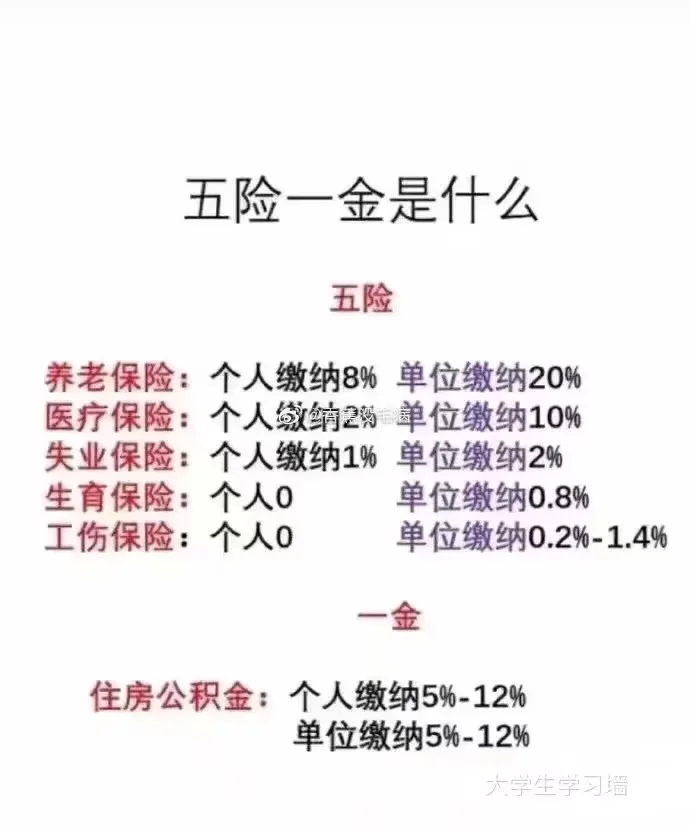 五险一金是什么
五险
养老保险：个人缴纳8% 单位缴纳20%
医疗保险：个人缴纳2% 单位缴纳10%
失业保险：个人缴纳1% 单位缴纳2%
生育保险：个人0 单位缴纳0.8%
工伤保险：个人0 单位缴纳0.2%-1.4%
一金
住房公积金：个人缴纳5%-12%
单位缴纳5%-12%
大学生学习墙